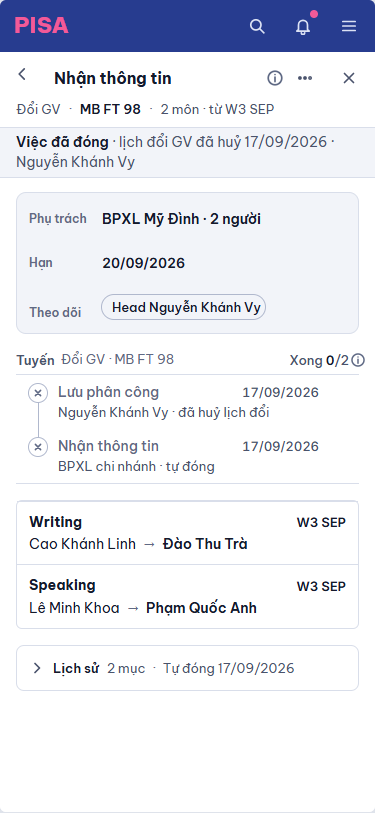 PISA
Nhận thông tin
Đổi GV · MB FT 98 · 2 môn · từ W3 SEP
Việc đã đóng · lịch đổi GV đã huỷ 17/09/2026 ·
Nguyễn Khánh Vy
Phụ trách BPXL Mỹ Đình · 2 người
Hạn 20/09/2026
Theo dõi Head Nguyễn Khánh Vy
Tuyến Đổi GV · MB FT 98 Xong 0/2
Lưu phân công 17/09/2026
Nguyễn Khánh Vy · đã huỷ lịch đổi
Nhận thông tin 17/09/2026
BPXL chi nhánh · tự đóng
Writing W3 SEP
Cao Khánh Linh → Đào Thu Trà
Speaking W3 SEP
Lê Minh Khoa → Phạm Quốc Anh
Lịch sử 2 mục · Tự đóng 17/09/2026